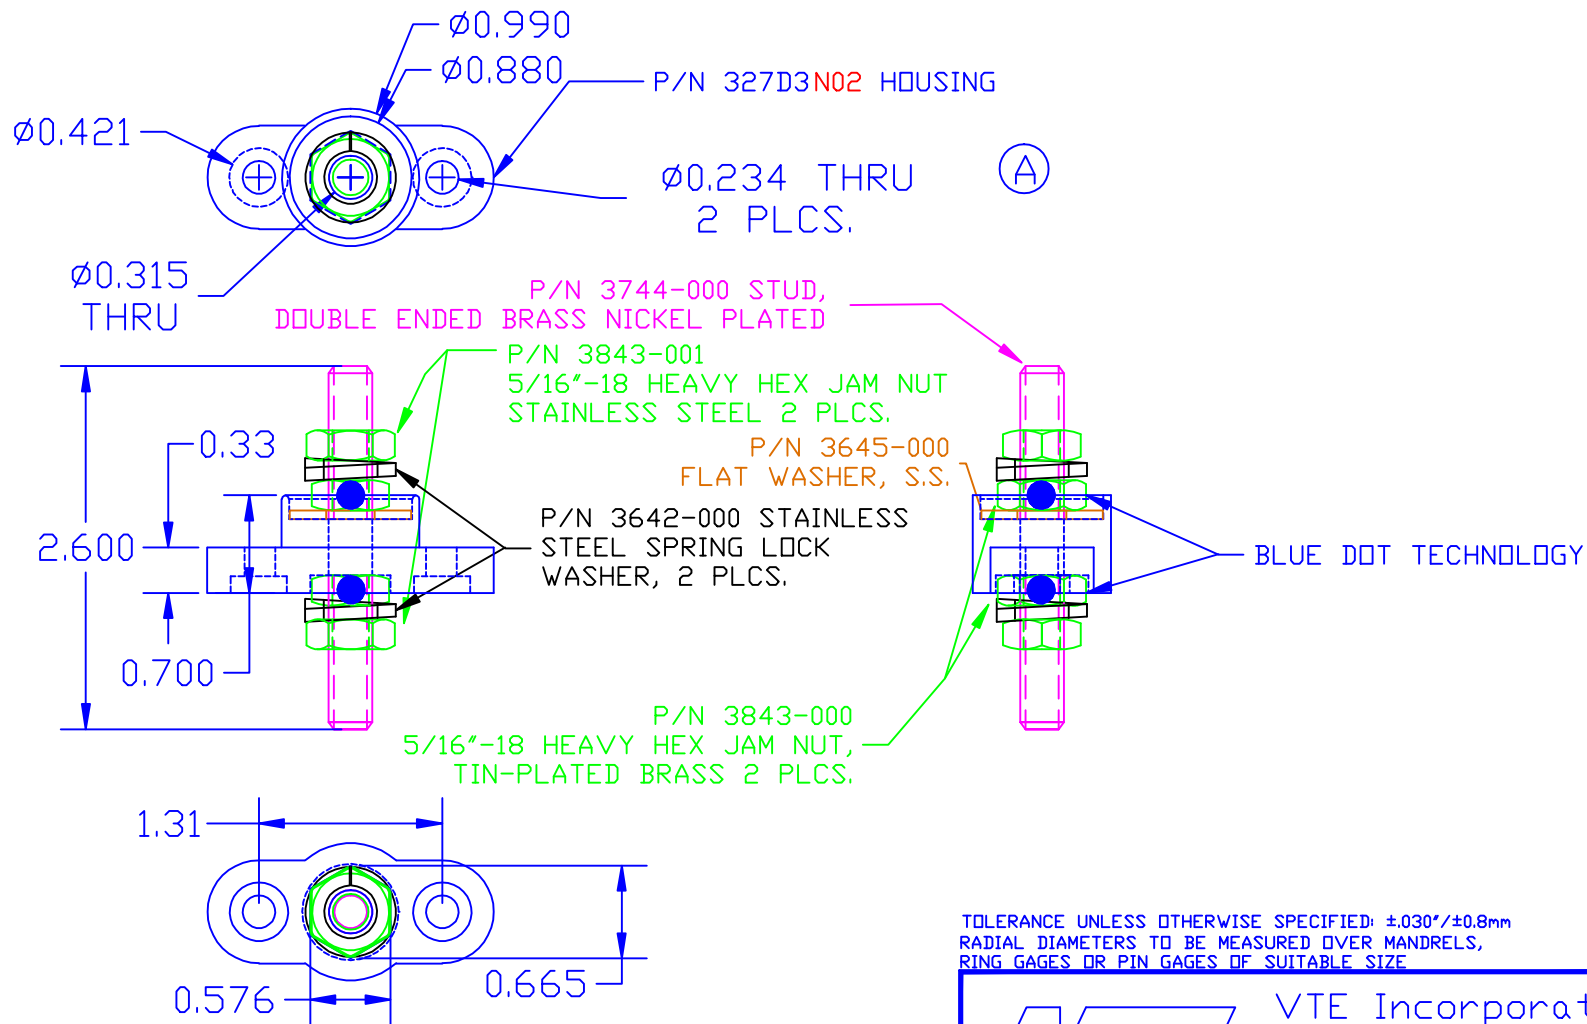 Ø0.990
Ø0.880
P/N 327D3N02 HOUSING
Ø0.421
Ø0.234 THRU
2 PLCS.
A
Ø0.315
THRU
P/N 3744-000 STUD,
DOUBLE ENDED BRASS NICKEL PLATED
P/N 3843-001
5/16"-18 HEAVY HEX JAM NUT
STAINLESS STEEL 2 PLCS.
0.33
P/N 3645-000
FLAT WASHER, S.S.
P/N 3642-000 STAINLESS
STEEL SPRING LOCK
WASHER, 2 PLCS.
2.600
BLUE DOT TECHNOLOGY
0.700
P/N 3843-000
5/16"-18 HEAVY HEX JAM NUT,
TIN-PLATED BRASS 2 PLCS.
1.31
0.665
0.576
TOLERANCE UNLESS OTHERWISE SPECIFIED: ±.030"/±0.8mm
RADIAL DIAMETERS TO BE MEASURED OVER MANDRELS,
RING GAGES OR PIN GAGES OF SUITABLE SIZE
VTE Incorporat